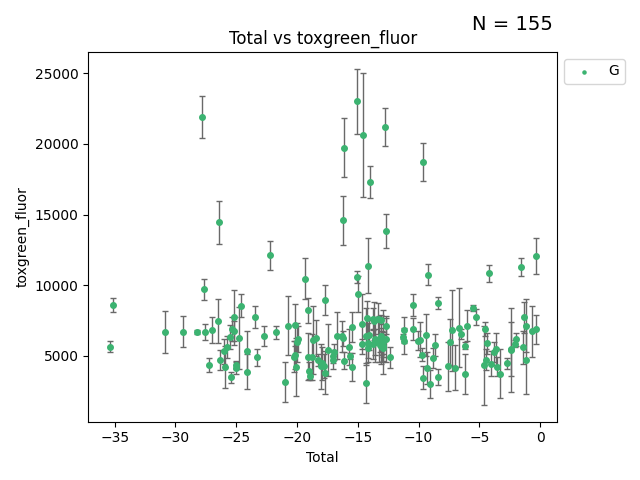 N = 155
Total vs toxgreen_fluor
G
25000
20000
15000
10000
5000
toxgreen_fluor
−35 −30 −25 −20 −15 −10 −5 0
Total